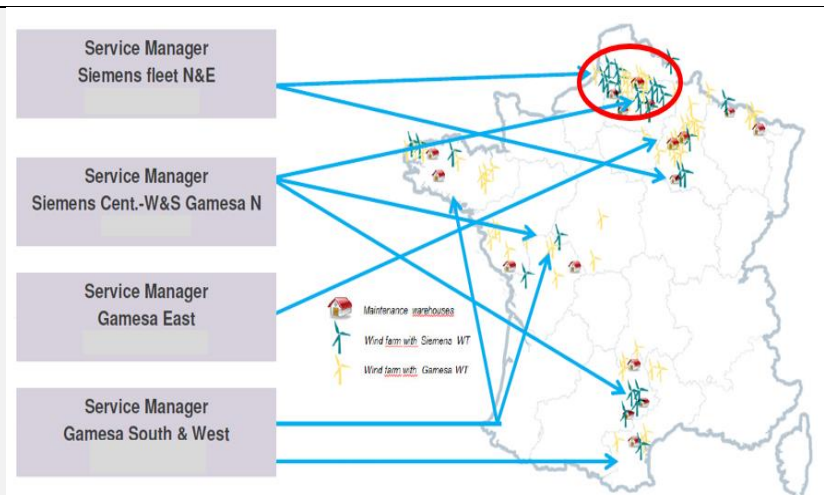 Service Manager
Siemens fleet N&E
Service Manager
Siemens Cent.-W&S Gamesa N
Service Manager
Gamesa East
Service Manager
Gamesa South & West
Maintenance warehouses
Wind farm with Siemens WT
Wind farm with Gamesa WT